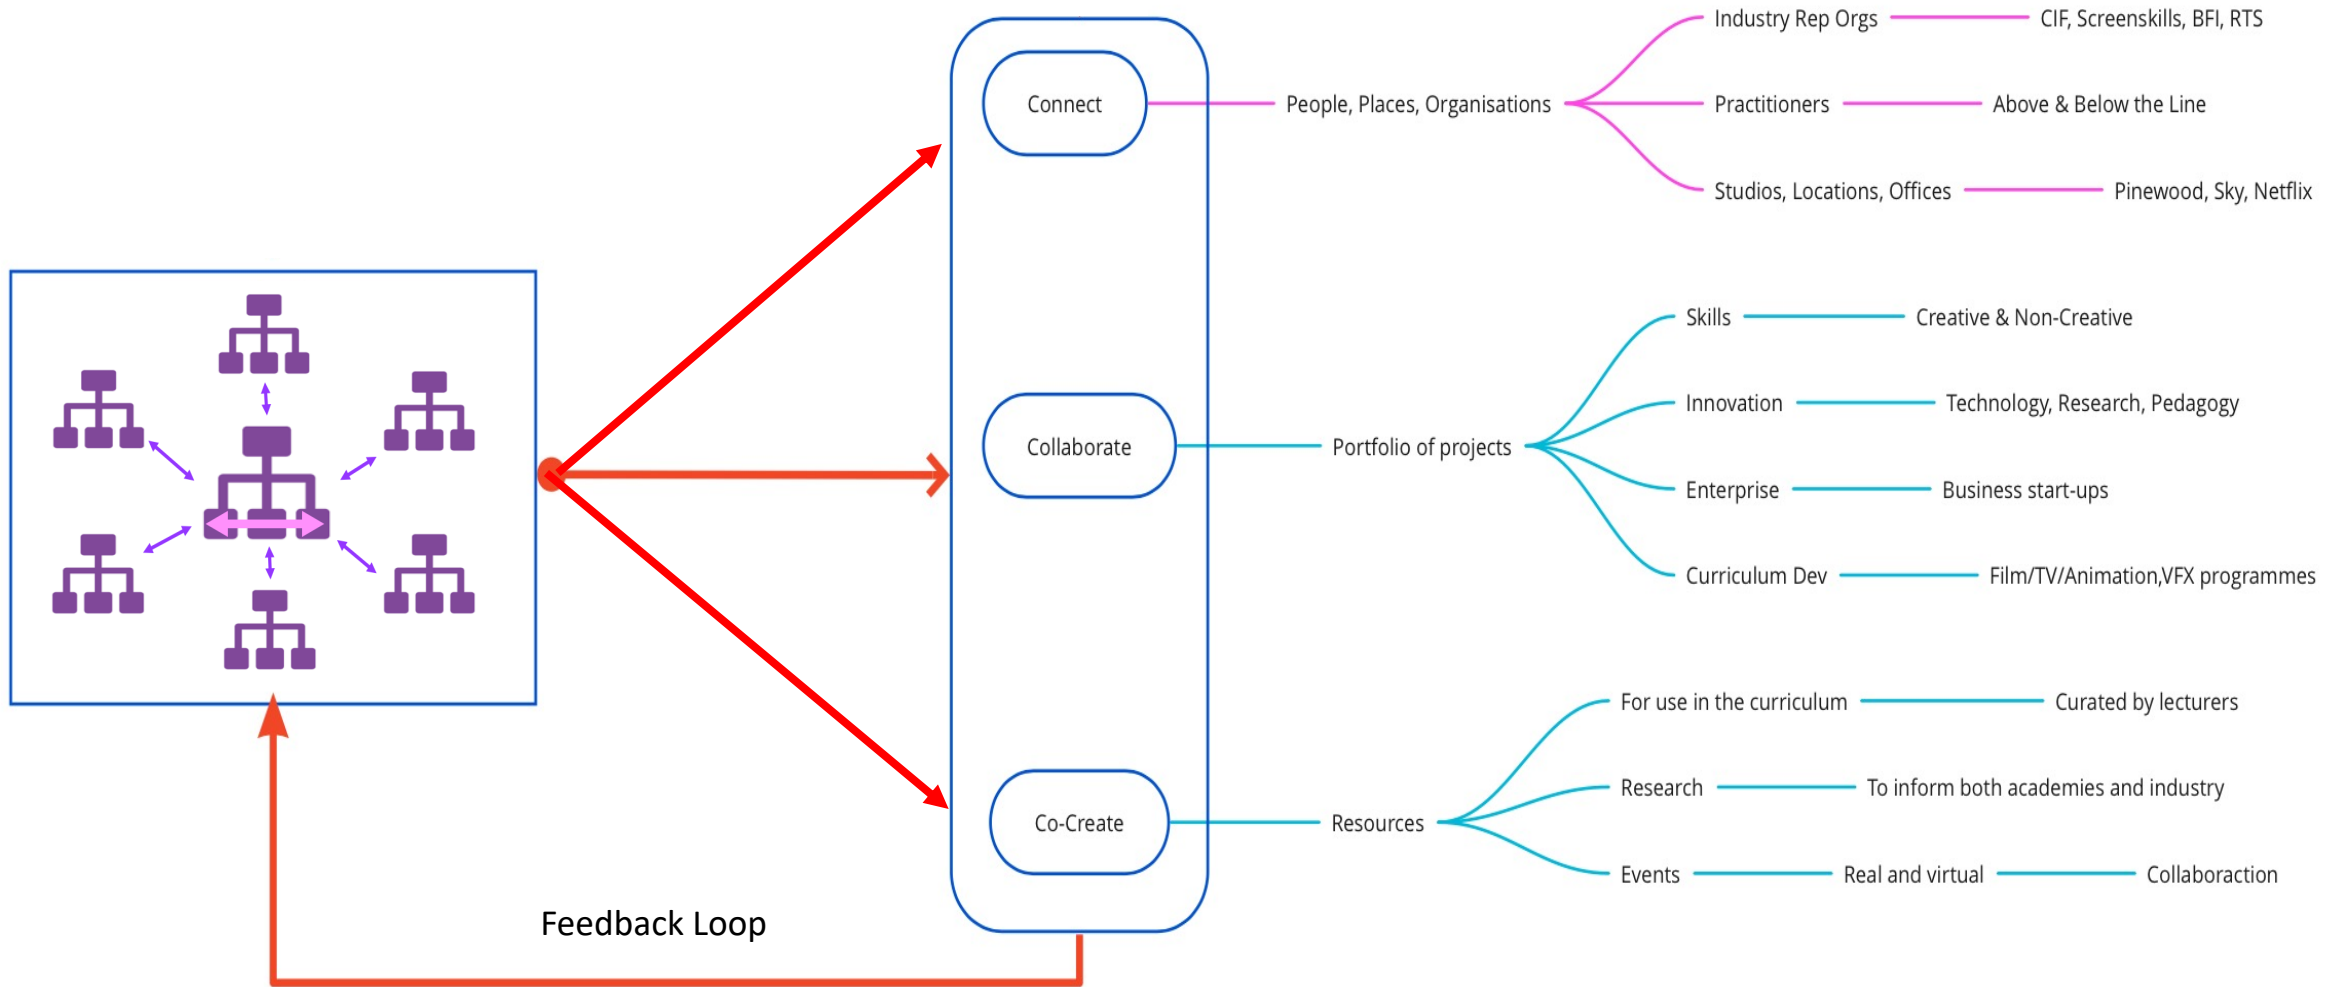 Connect
People, Places, Organisations
Industry Rep Orgs
CIF, Screenskills, BFI, RTS
Practitioners
Above & Below the Line
Studios, Locations, Offices
Pinewood, Sky, Netflix
Collaborate
Portfolio of projects
Skills
Creative & Non-Creative
Innovation
Technology, Research, Pedagogy
Enterprise
Business start-ups
Curriculum Dev
Film/TV/Animation,VFX programmes
Co-Create
Resources
For use in the curriculum
Curated by lecturers
Research
To inform both academies and industry
Events
Real and virtual
Collaboraction
Feedback Loop